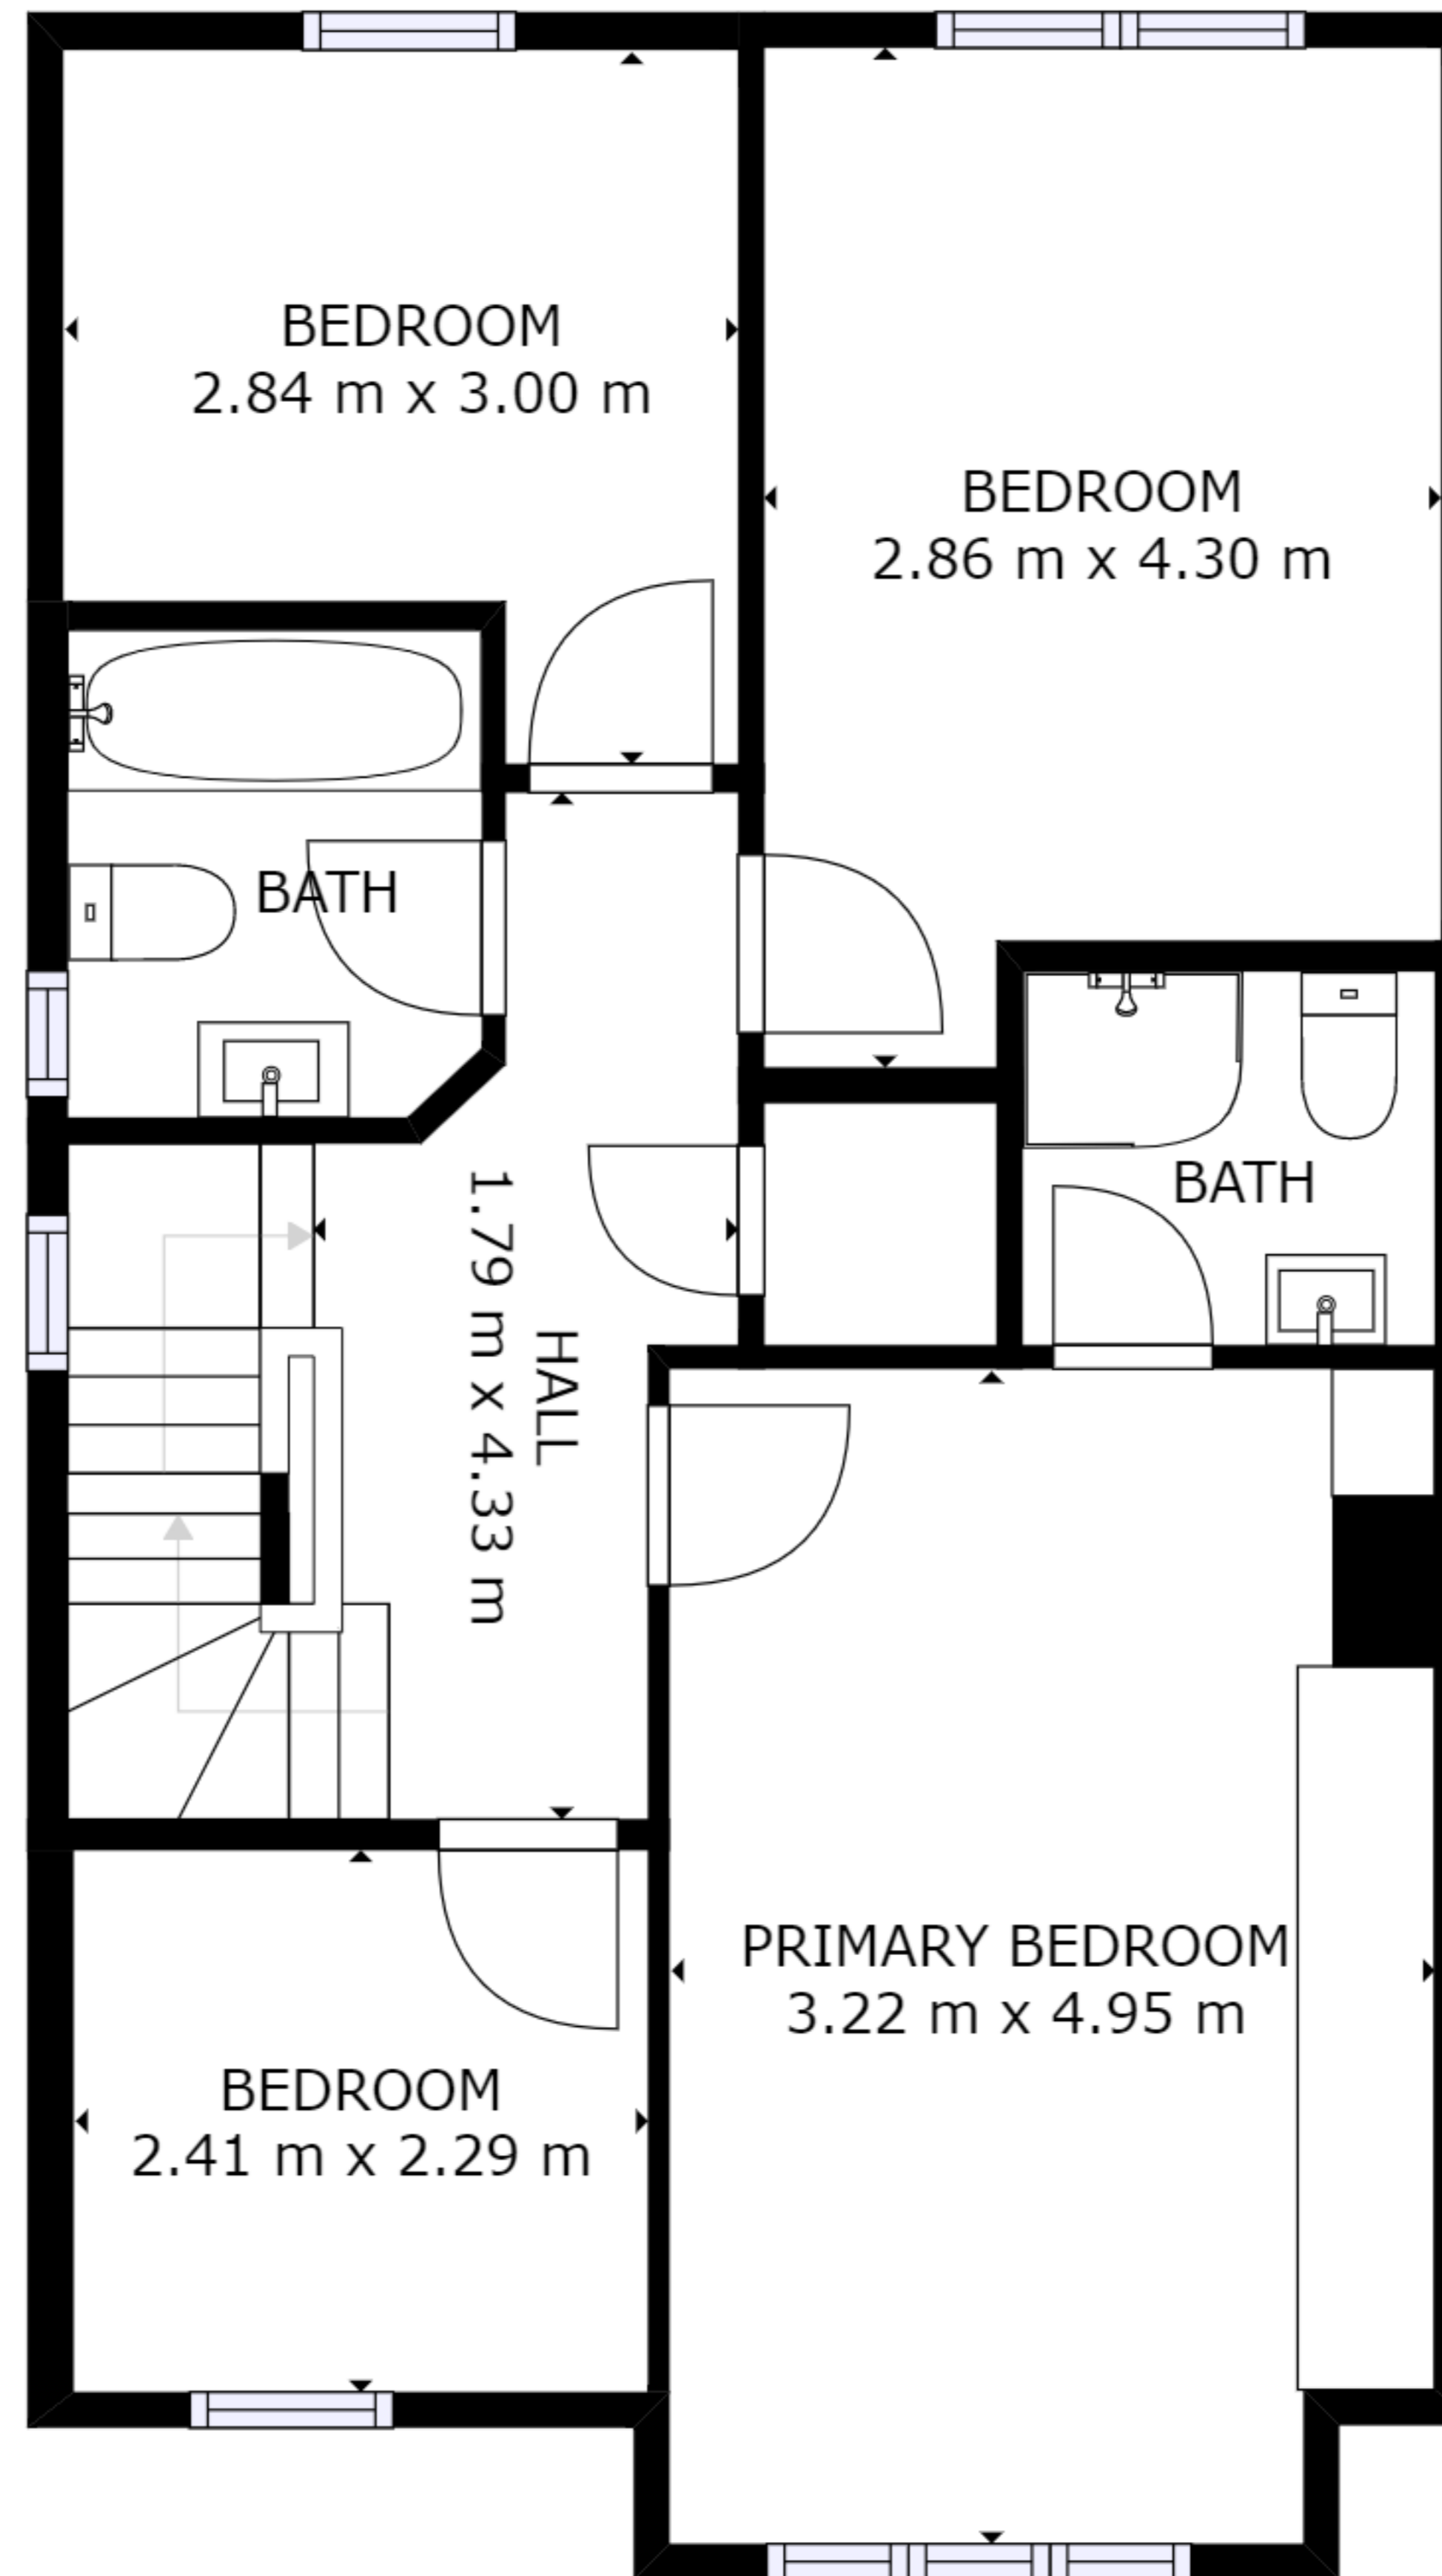 BEDROOM
2.84 m x 3.00 m
BEDROOM
2.86 m x 4.30 m
BATH
BATH
HALL
1.79 m x 4.33 m
PRIMARY BEDROOM
3.22 m x 4.95 m
BEDROOM
2.41 m x 2.29 m